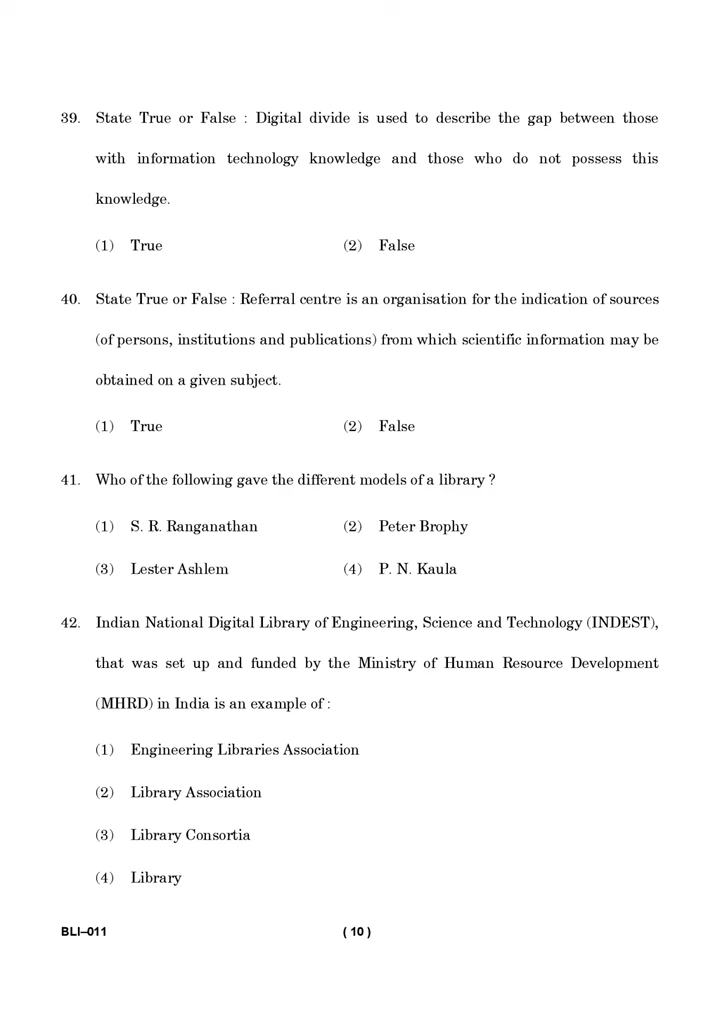 39. State True or False : Digital divide is used to describe the gap between those
with information technology knowledge and those who do not possess this
knowledge.
(1) True (2) False
40. State True or False : Referral centre is an organisation for the indication of sources
(of persons, institutions and publications) from which scientific information may be
obtained on a given subject.
(1) True (2) False
41. Who of the following gave the different models of a library ?
(1) S. R. Ranganathan (2) Peter Brophy
(3) Lester Ashlem (4) P. N. Kaula
42. Indian National Digital Library of Engineering, Science and Technology (INDEST),
that was set up and funded by the Ministry of Human Resource Development
(MHRD) in India is an example of :
(1) Engineering Libraries Association
(2) Library Association
(3) Library Consortia
(4) Library
BLI–011 ( 10 )